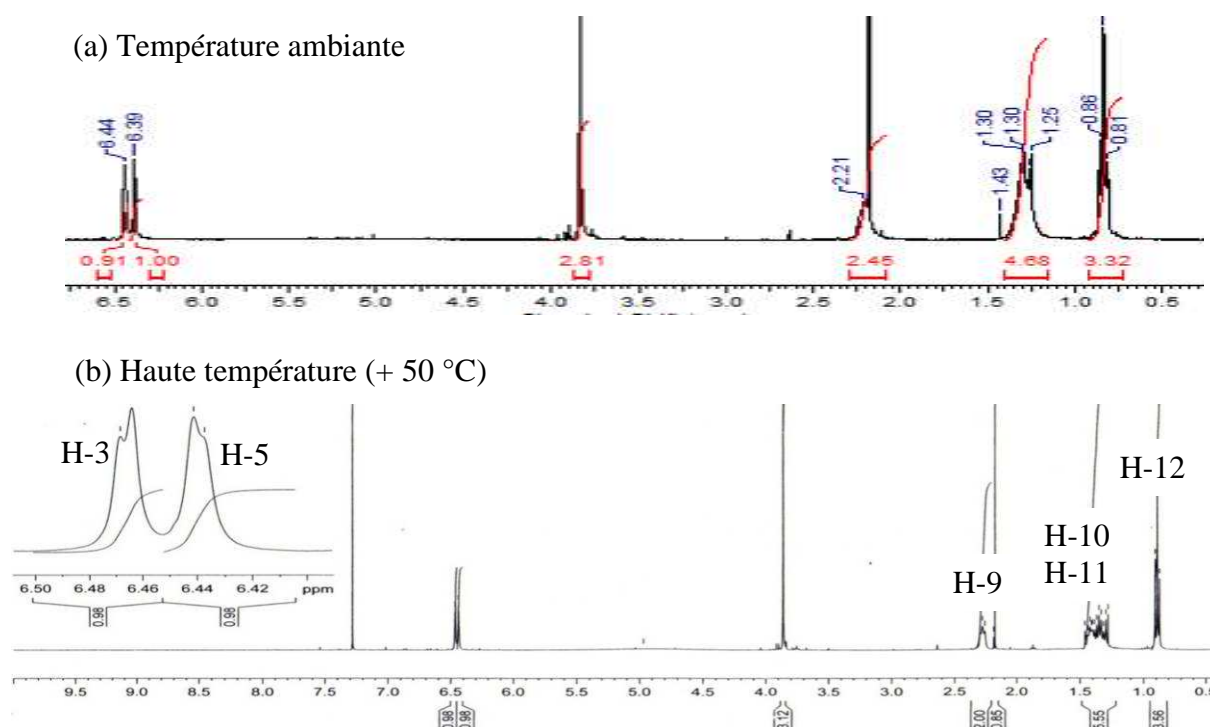 (a) Température ambiante
6.44
6.39
2.21
1.43
1.30
1.30
1.25
0.86
0.81
0.91 1.00 2.81 2.45 4.68 3.32
6.5 6.0 5.5 5.0 4.5 4.0 3.5 3.0 2.5 2.0 1.5 1.0 0.5
(b) Haute température (+ 50 °C)
H-3
H-5
6.50 6.48 6.46 6.44 6.42 ppm
0.98 0.98
H-12
H-10
H-9
H-11
9.5 9.0 8.5 8.0 7.5 7.0 6.5 6.0 5.5 5.0 4.5 4.0 3.5 3.0 2.5 2.0 1.5 1.0
0.98 0.98